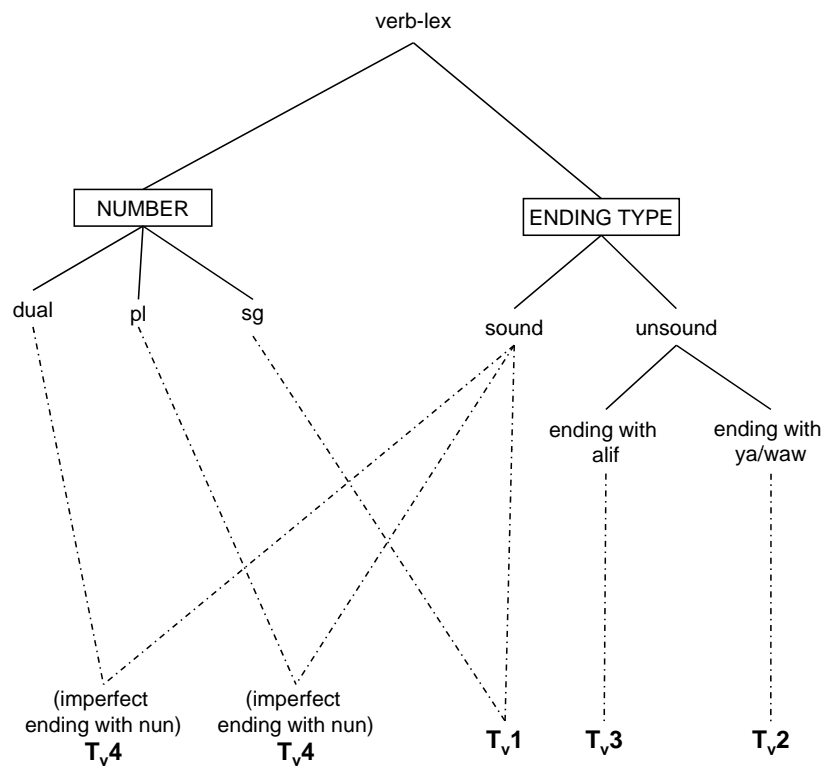 verb-lex
NUMBER
ENDING TYPE
dual
pl
sg
sound
unsound
ending with
alif
ending with
ya/waw
(imperfect
ending with nun)
Tv4
(imperfect
ending with nun)
Tv4
Tv1
Tv3
Tv2